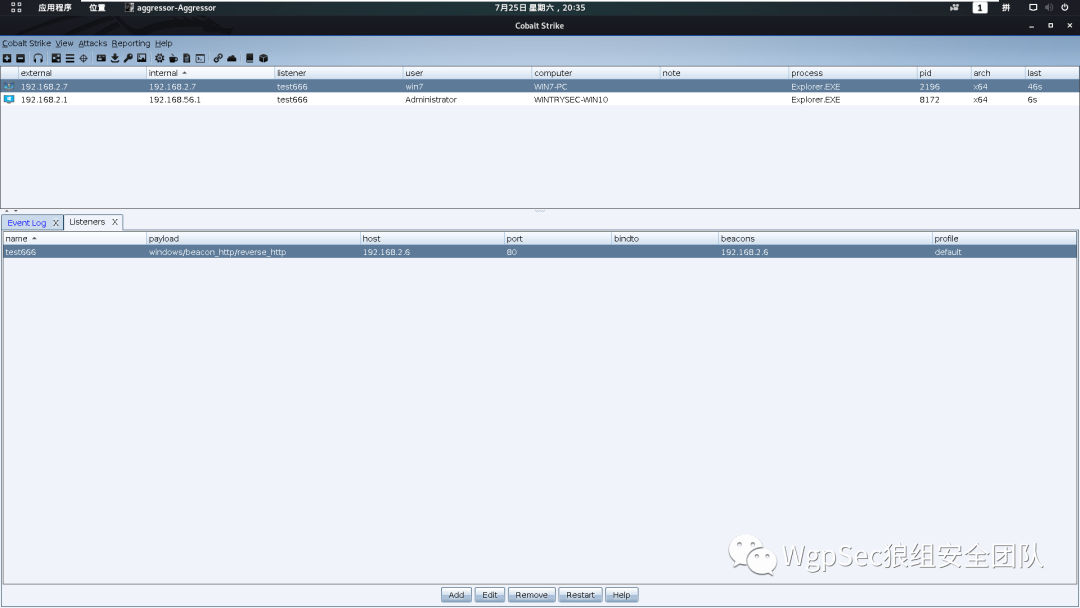 应用程序 位置 aggressor-Aggressor 7月25日 星期六，20:35 1 拼
Cobalt Strike
Cobalt Strike View Attacks Reporting Help
external internal listener user computer note process pid arch last
192.168.2.7 192.168.2.7 test666 win7 WIN7-PC Explorer.EXE 2196 x64 46s
192.168.2.1 192.168.56.1 test666 Administrator WINTRYSEC-WIN10 Explorer.EXE 8172 x64 6s
Event Log X Listeners X
name payload host port bindto beacons profile
test666 windows/beacon_http/reverse_http 192.168.2.6 80 192.168.2.6 default
WgpSec狼组安全团队
Add Edit Remove Restart Help